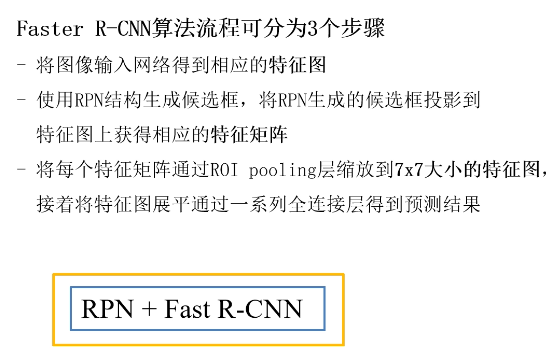 Faster R-CNN算法流程可分为3个步骤
- 将图像输入网络得到相应的特征图
- 使用RPN结构生成候选框，将RPN生成的候选框投影到
特征图上获得相应的特征矩阵
- 将每个特征矩阵通过ROI pooling层缩放到7x7大小的特征图，
接着将特征图展平通过一系列全连接层得到预测结果
RPN + Fast R-CNN